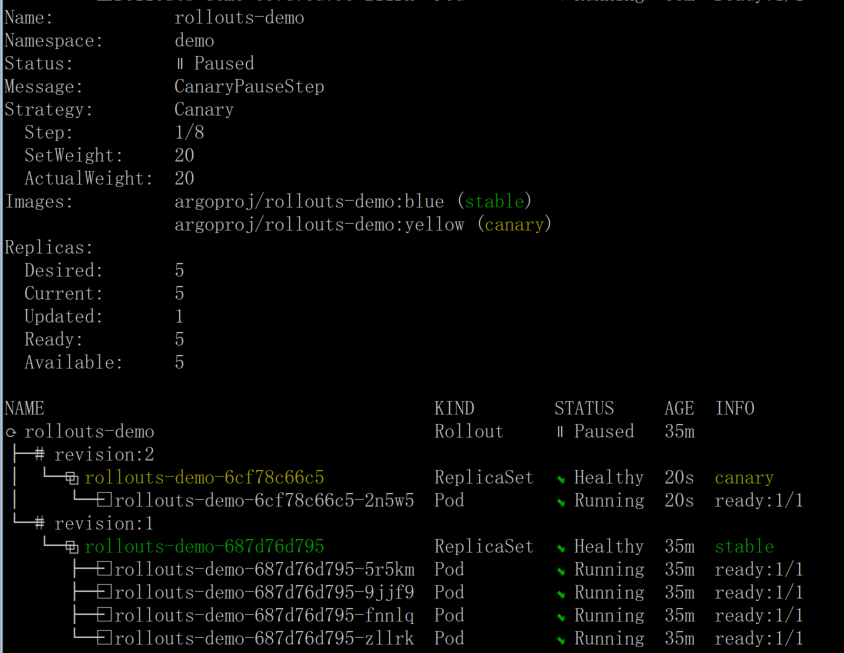 Name: rollouts-demo
Namespace: demo
Status: ॥ Paused
Message: CanaryPauseStep
Strategy: Canary
Step: 1/8
SetWeight: 20
ActualWeight: 20
Images: argoproj/rollouts-demo:blue (stable)
argoproj/rollouts-demo:yellow (canary)
Replicas:
Desired: 5
Current: 5
Updated: 1
Ready: 5
Available: 5
NAME KIND STATUS AGE INFO
⟳ rollouts-demo Rollout ॥ Paused 35m
├──# revision:2
│ └──⧉ rollouts-demo-6cf78c66c5 ReplicaSet ✔ Healthy 20s canary
│ └──□ rollouts-demo-6cf78c66c5-2n5w5 Pod ✔ Running 20s ready:1/1
└──# revision:1
└──⧉ rollouts-demo-687d76d795 ReplicaSet ✔ Healthy 35m stable
├──□ rollouts-demo-687d76d795-5r5km Pod ✔ Running 35m ready:1/1
├──□ rollouts-demo-687d76d795-9jjf9 Pod ✔ Running 35m ready:1/1
├──□ rollouts-demo-687d76d795-fnnlq Pod ✔ Running 35m ready:1/1
└──□ rollouts-demo-687d76d795-zllrk Pod ✔ Running 35m ready:1/1